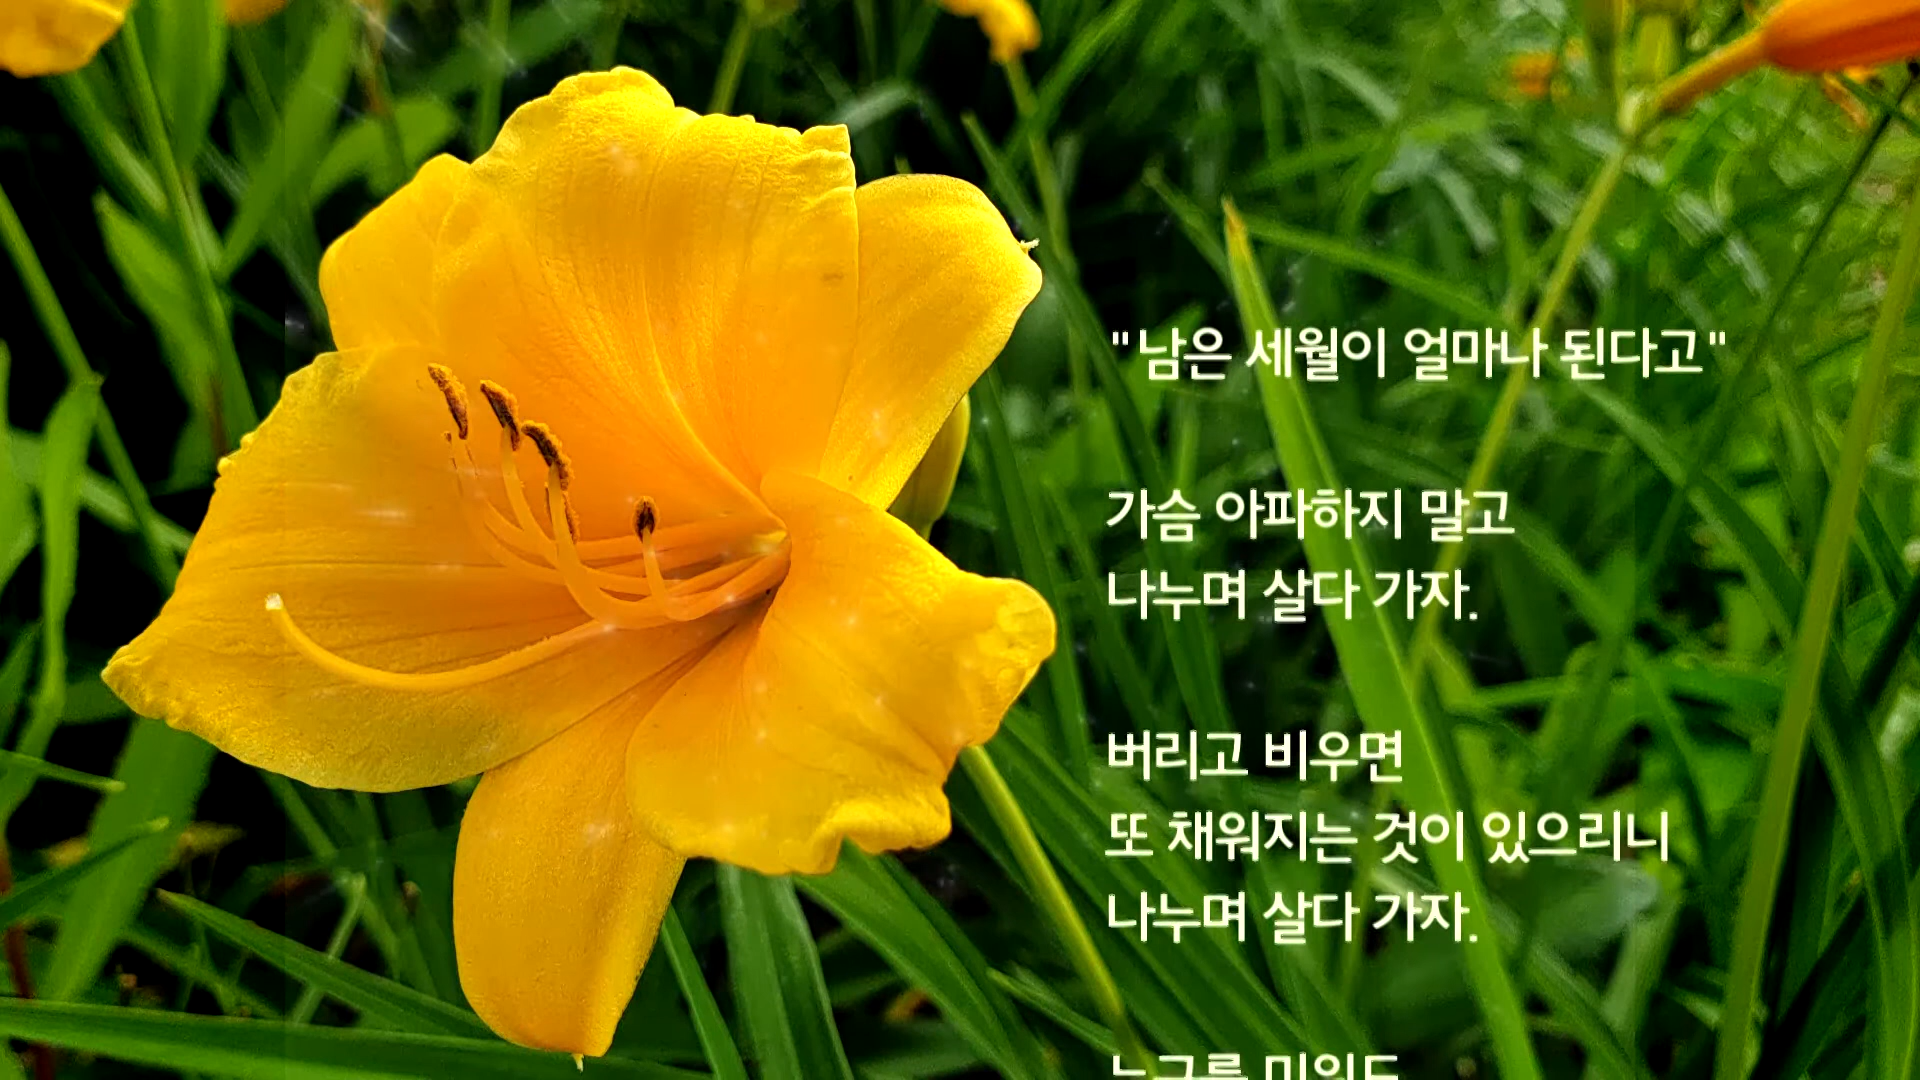 "남은 세월이 얼마나 된다고"
가슴 아파하지 말고
나누며 살다 가자.
버리고 비우면
또 채워지는 것이 있으리니
나누며 살다 가자.